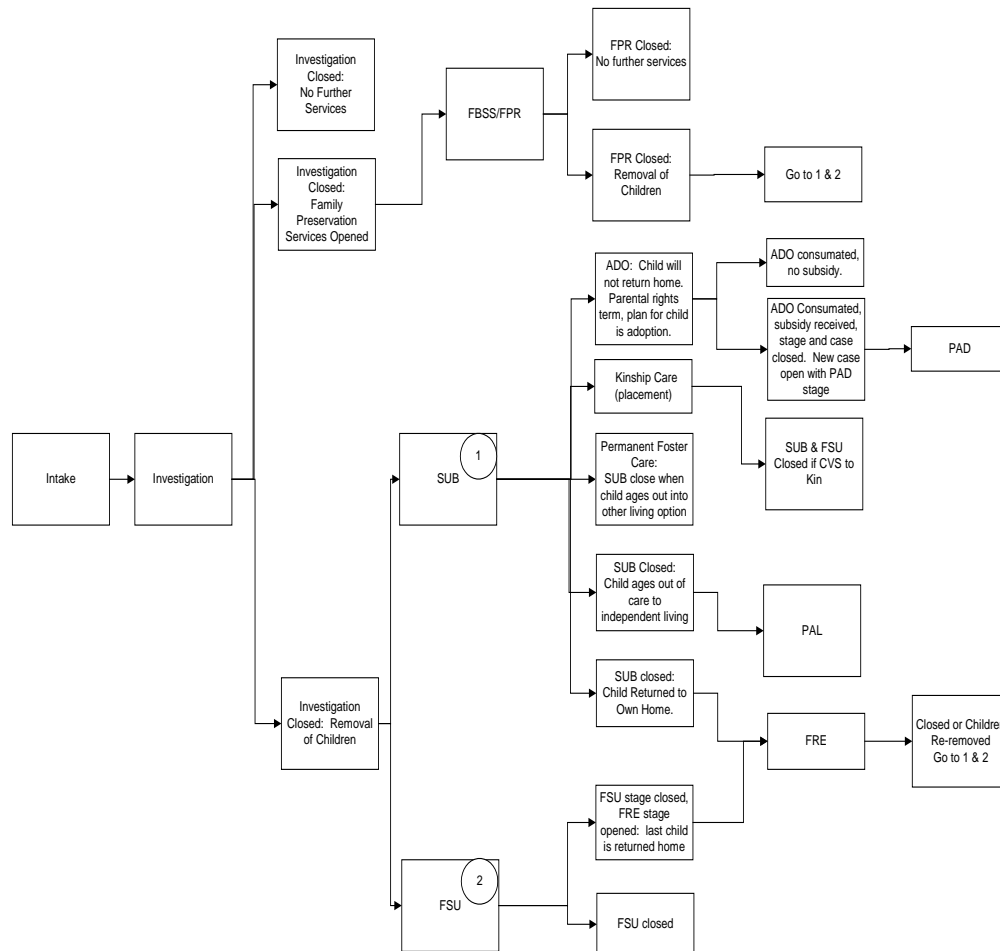 Investigation
Closed:
No Further
Services
FPR Closed:
No further services
FBSS/FPR
Investigation
Closed:
Family
Preservation
Services Opened
FPR Closed:
Removal of
Children
Go to 1 & 2
ADO: Child will
not return home.
Parental rights
term, plan for child
is adoption.
ADO consumated,
no subsidy.
ADO Consumated,
subsidy received,
stage and case
closed. New case
open with PAD
stage
PAD
Kinship Care
(placement)
Intake
Investigation
1
SUB
Permanent Foster
Care:
SUB close when
child ages out into
other living option
SUB & FSU
Closed if CVS to
Kin
SUB Closed:
Child ages out of
care to
independent living
PAL
Investigation
Closed: Removal
of Children
SUB closed:
Child Returned to
Own Home.
FRE
Closed or Children
Re-removed
Go to 1 & 2
FSU stage closed,
FRE stage
opened: last child
is returned home
2
FSU
FSU closed